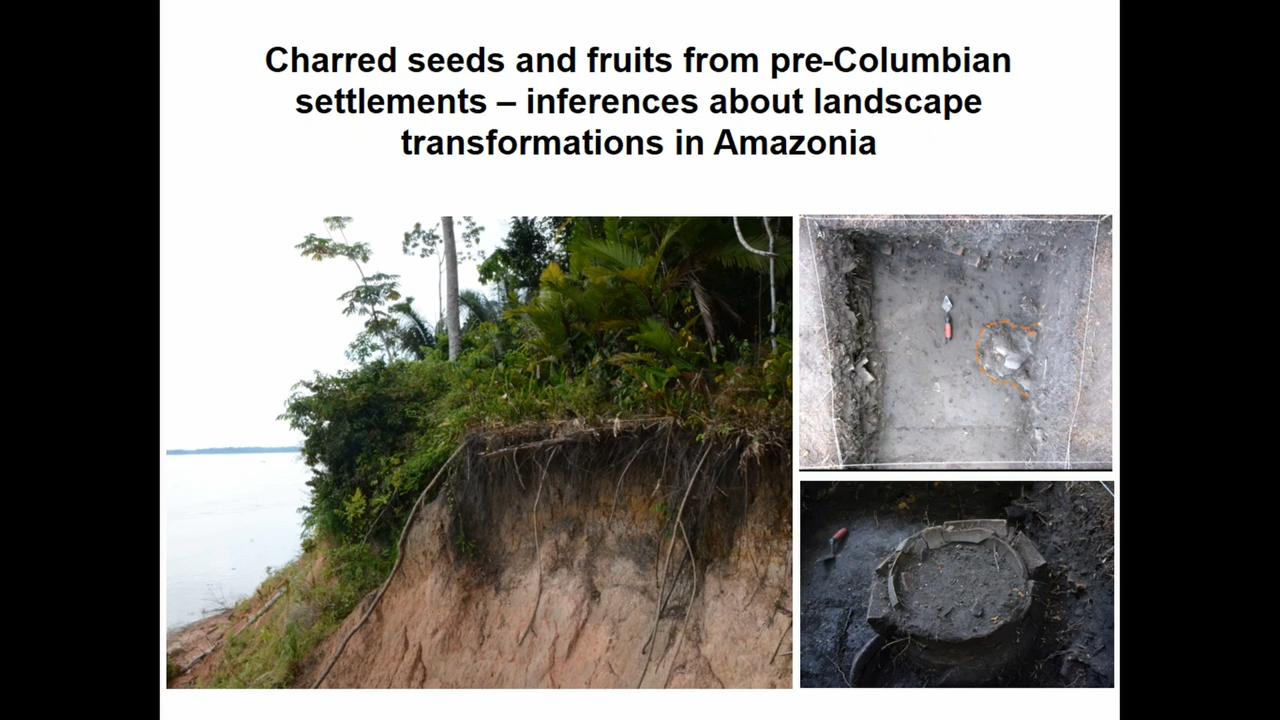 Charred seeds and fruits from pre-Columbian
settlements – inferences about landscape
transformations in Amazonia